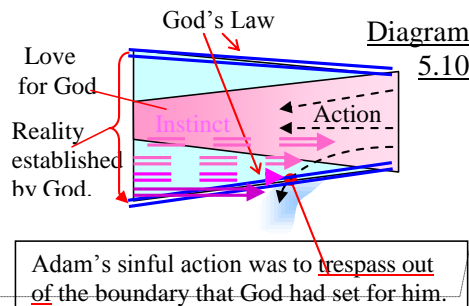 God’s Law
Diagram
5.10
Love
for God
Instinct
Action
Reality
established
by God.
Adam’s sinful action was to trespass out
of the boundary that God had set for him.